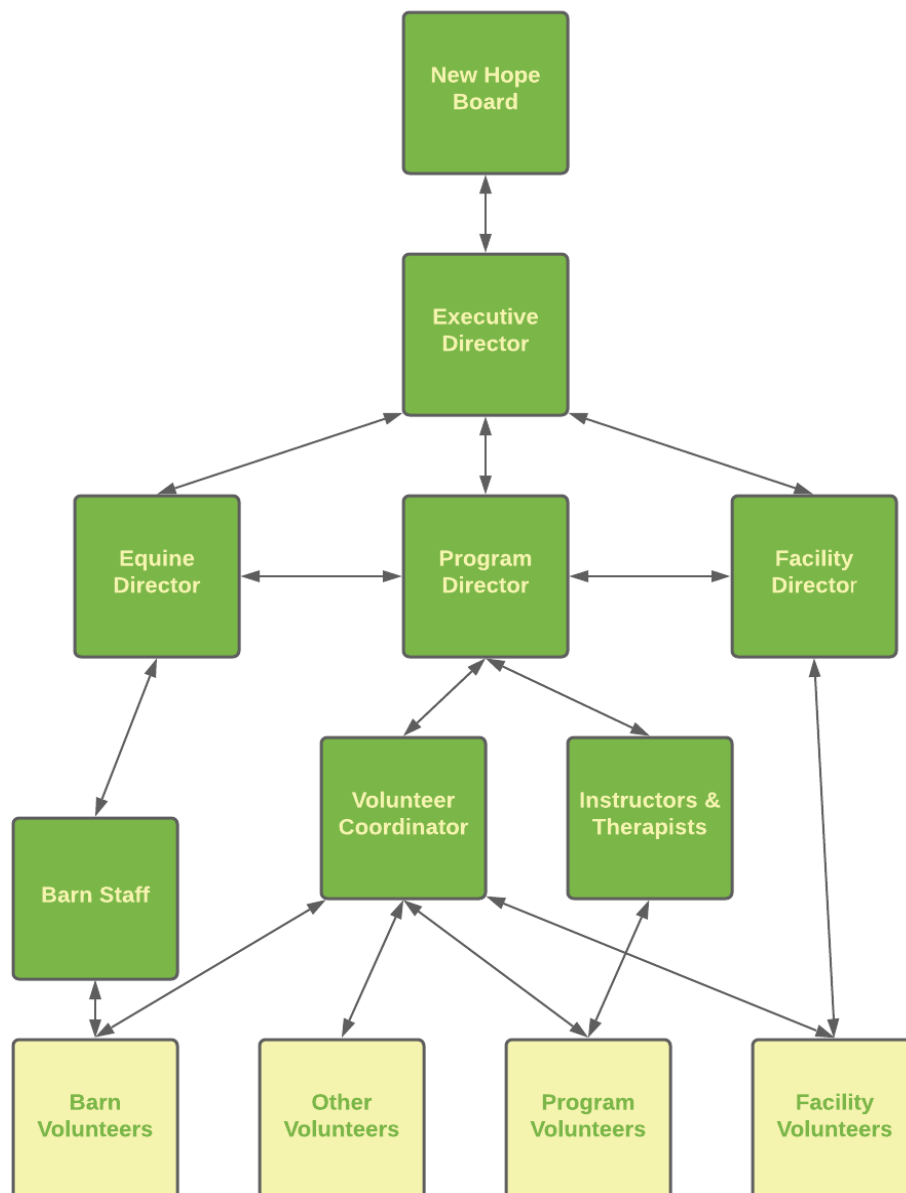 New Hope
Board
Executive
Director
Equine
Director
Program
Director
Facility
Director
Volunteer
Coordinator
Instructors &
Therapists
Barn Staff
Barn
Volunteers
Other
Volunteers
Program
Volunteers
Facility
Volunteers